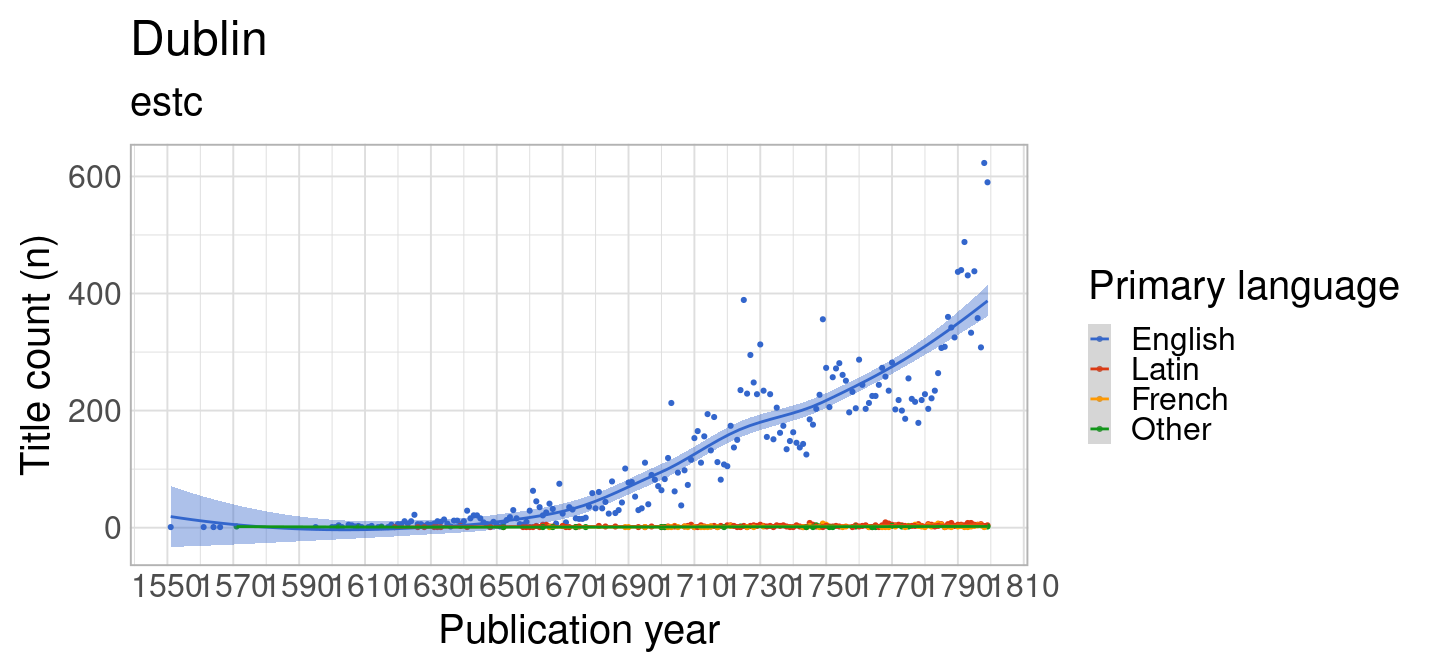 Dublin
estc
600
400
200
0
1550 1570 1590 1610 1630 1650 1670 1690 1710 1730 1750 1770 1790 1810
Title count (n)
Publication year
Primary language
English
Latin
French
Other